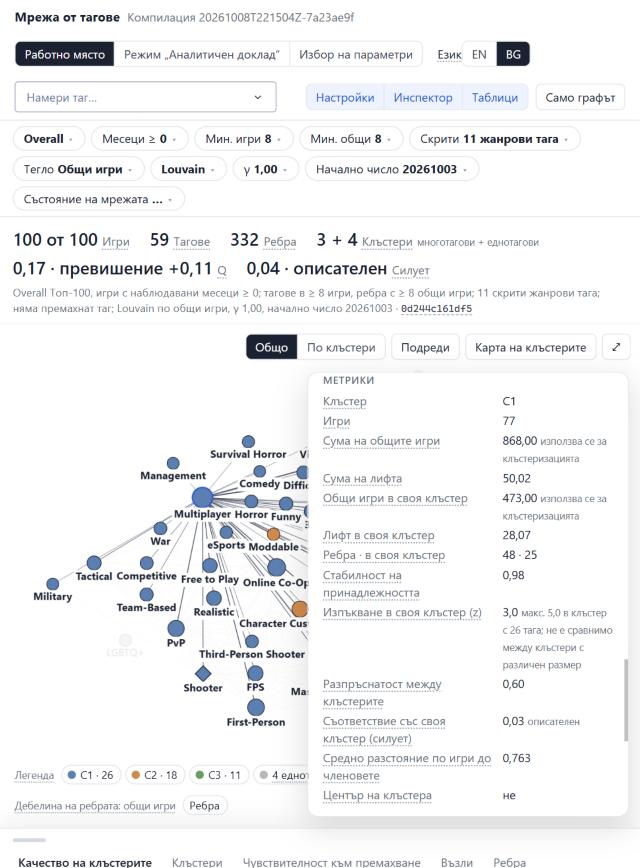 Мрежа от тагове Компилация 20261008T221504Z-7a23ae9f
Работно място Режим „Аналитичен доклад“ Избор на параметри Език EN BG
Намери таг...
Настройки Инспектор Таблици Само графът
Overall Месеци ≥ 0 Мин. игри 8 Мин. общи 8 Скрити 11 жанрови тага
Тегло Общи игри Louvain γ 1,00 Начално число 20261003
Състояние на мрежата ...
100 от 100 Игри 59 Тагове 332 Ребра 3 + 4 Клъстери многотагови + еднотагови
0,17 · превишение +0,11 Q 0,04 · описателен Силует
Overall Топ-100, игри с наблюдавани месеци ≥ 0; тагове в ≥ 8 игри, ребра с ≥ 8 общи игри; 11 скрити жанрови тага;
няма премахнат таг; Louvain по общи игри, γ 1,00, начално число 20261003 · 0d244c161df5
Общо По клъстери Подреди Карта на клъстерите
МЕТРИКИ
Клъстер C1
Игри 77
Сума на общите игри 868,00 използва се за
клъстеризацията
Сума на лифта 50,02
Общи игри в своя клъстер 473,00 използва се за
клъстеризацията
Лифт в своя клъстер 28,07
Ребра · в своя клъстер 48 · 25
Стабилност на
принадлежността 0,98
Изпъкване в своя клъстер (z) 3,0 макс. 5,0 в клъстер
с 26 тага; не е сравнимо
между клъстери с
различен размер
Разпръснатост между
клъстерите 0,60
Съответствие със своя
клъстер (силует) 0,03 описателен
Средно разстояние по игри до
членовете 0,763
Център на клъстера не
Survival Horror
Management
Comedy
Multiplayer Horror Funny
War
eSports Moddable
Tactical Competitive Free to Play Online Co-Op
Military
Team-Based Realistic
Character Cus
PvP
LGBTQ+
Third-Person Shooter
Shooter FPS
First-Person
Легенда C1 · 26 C2 · 18 C3 · 11
Дебелина на ребрата: общи игри Ребра
Качество на клъстерите Клъстери Чувствителност към премахване Възли Ребра